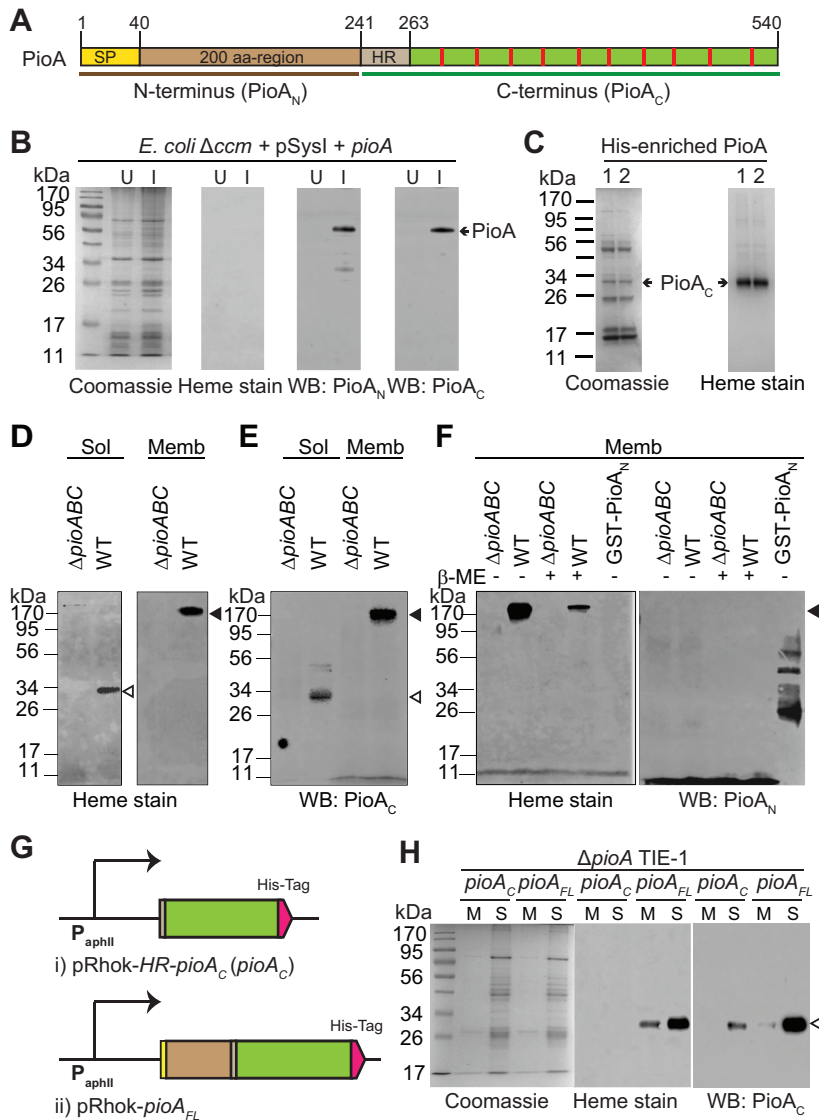 A
1 40 241 263 540
PioA SP 200 aa-region HR
N-terminus (PioA_N) C-terminus (PioA_C)
B
E. coli Δccm + pSysI + pioA
kDa U I U I U I U I
170
95
56
34
26
17
11
PioA
Coomassie Heme stain WB: PioA_N WB: PioA_C
C
His-enriched PioA
kDa 1 2 1 2
170
95
56
34
26
17
11
PioA_C
Coomassie Heme stain
D
Sol Memb
ΔpioABC WT ΔpioABC WT
kDa
170
95
56
34
26
17
11
Heme stain
E
Sol Memb
ΔpioABC WT ΔpioABC WT
kDa
170
95
56
34
26
17
11
WB: PioA_C
F
Memb
ΔpioABC WT ΔpioABC WT GST-PioA_N ΔpioABC WT ΔpioABC WT GST-PioA_N
β-ME - - + + - - - + + -
kDa
170
95
56
34
26
17
11
Heme stain WB: PioA_N
G
His-Tag
P_aphII
i) pRhok-HR-pioA_C (pioA_C)
His-Tag
P_aphII
ii) pRhok-pioA_FL
H
ΔpioA TIE-1
pioA_C pioA_FL pioA_C pioA_FL pioA_C pioA_FL
kDa M S M S M S M S M S M S
170
95
56
34
26
17
Coomassie Heme stain WB: PioA_C